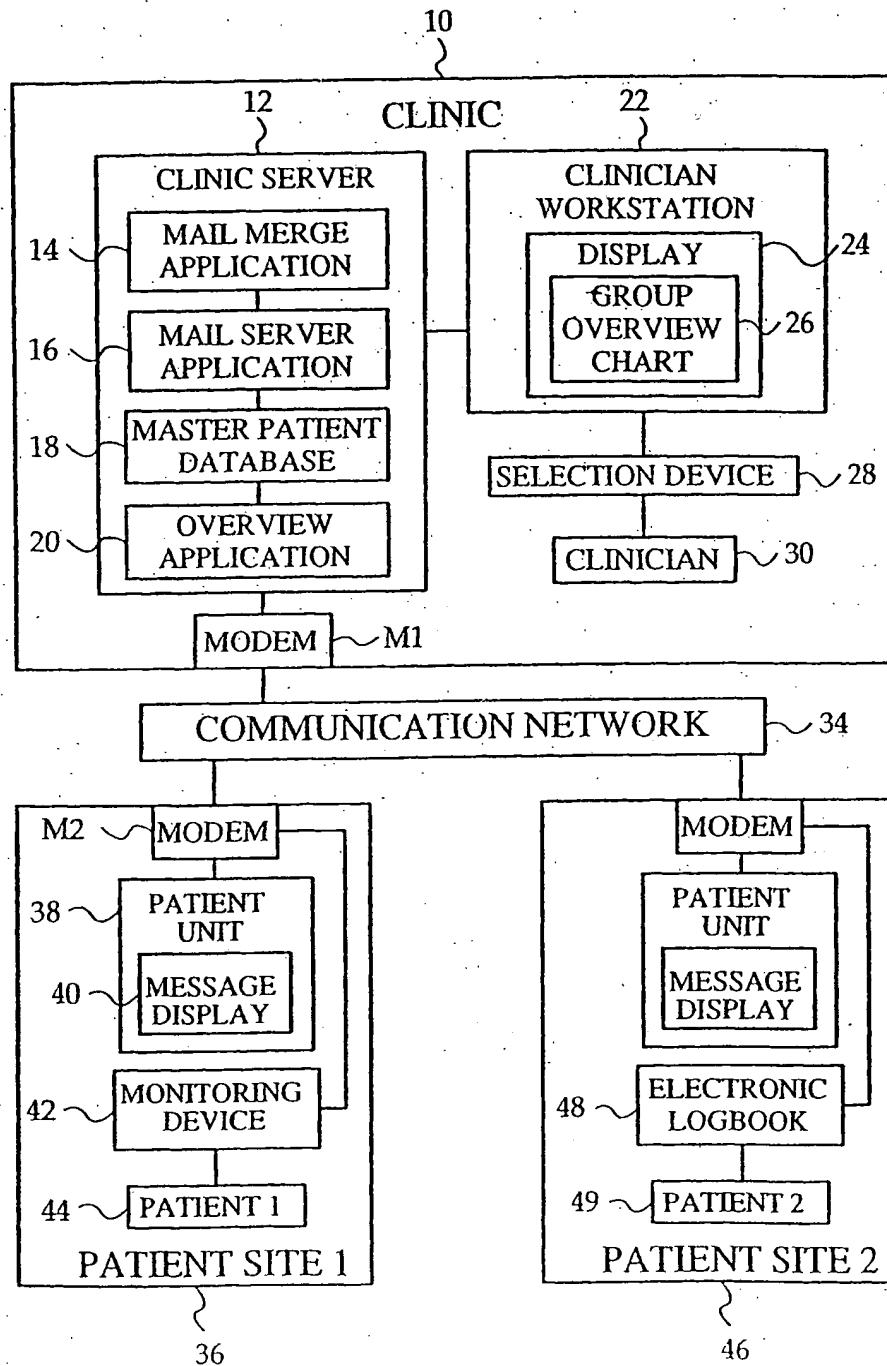 10
12
CLINIC
22
CLINIC SERVER
14
MAIL MERGE
APPLICATION
16
MAIL SERVER
APPLICATION
18
MASTER PATIENT
DATABASE
20
OVERVIEW
APPLICATION
CLINICIAN
WORKSTATION
DISPLAY
24
GROUP
OVERVIEW
CHART
26
SELECTION DEVICE
28
CLINICIAN
30
MODEM
M1
COMMUNICATION NETWORK
34
M2
MODEM
38
PATIENT
UNIT
40
MESSAGE
DISPLAY
42
MONITORING
DEVICE
44
PATIENT 1
PATIENT SITE 1
36
MODEM
PATIENT
UNIT
MESSAGE
DISPLAY
48
ELECTRONIC
LOGBOOK
49
PATIENT 2
PATIENT SITE 2
46